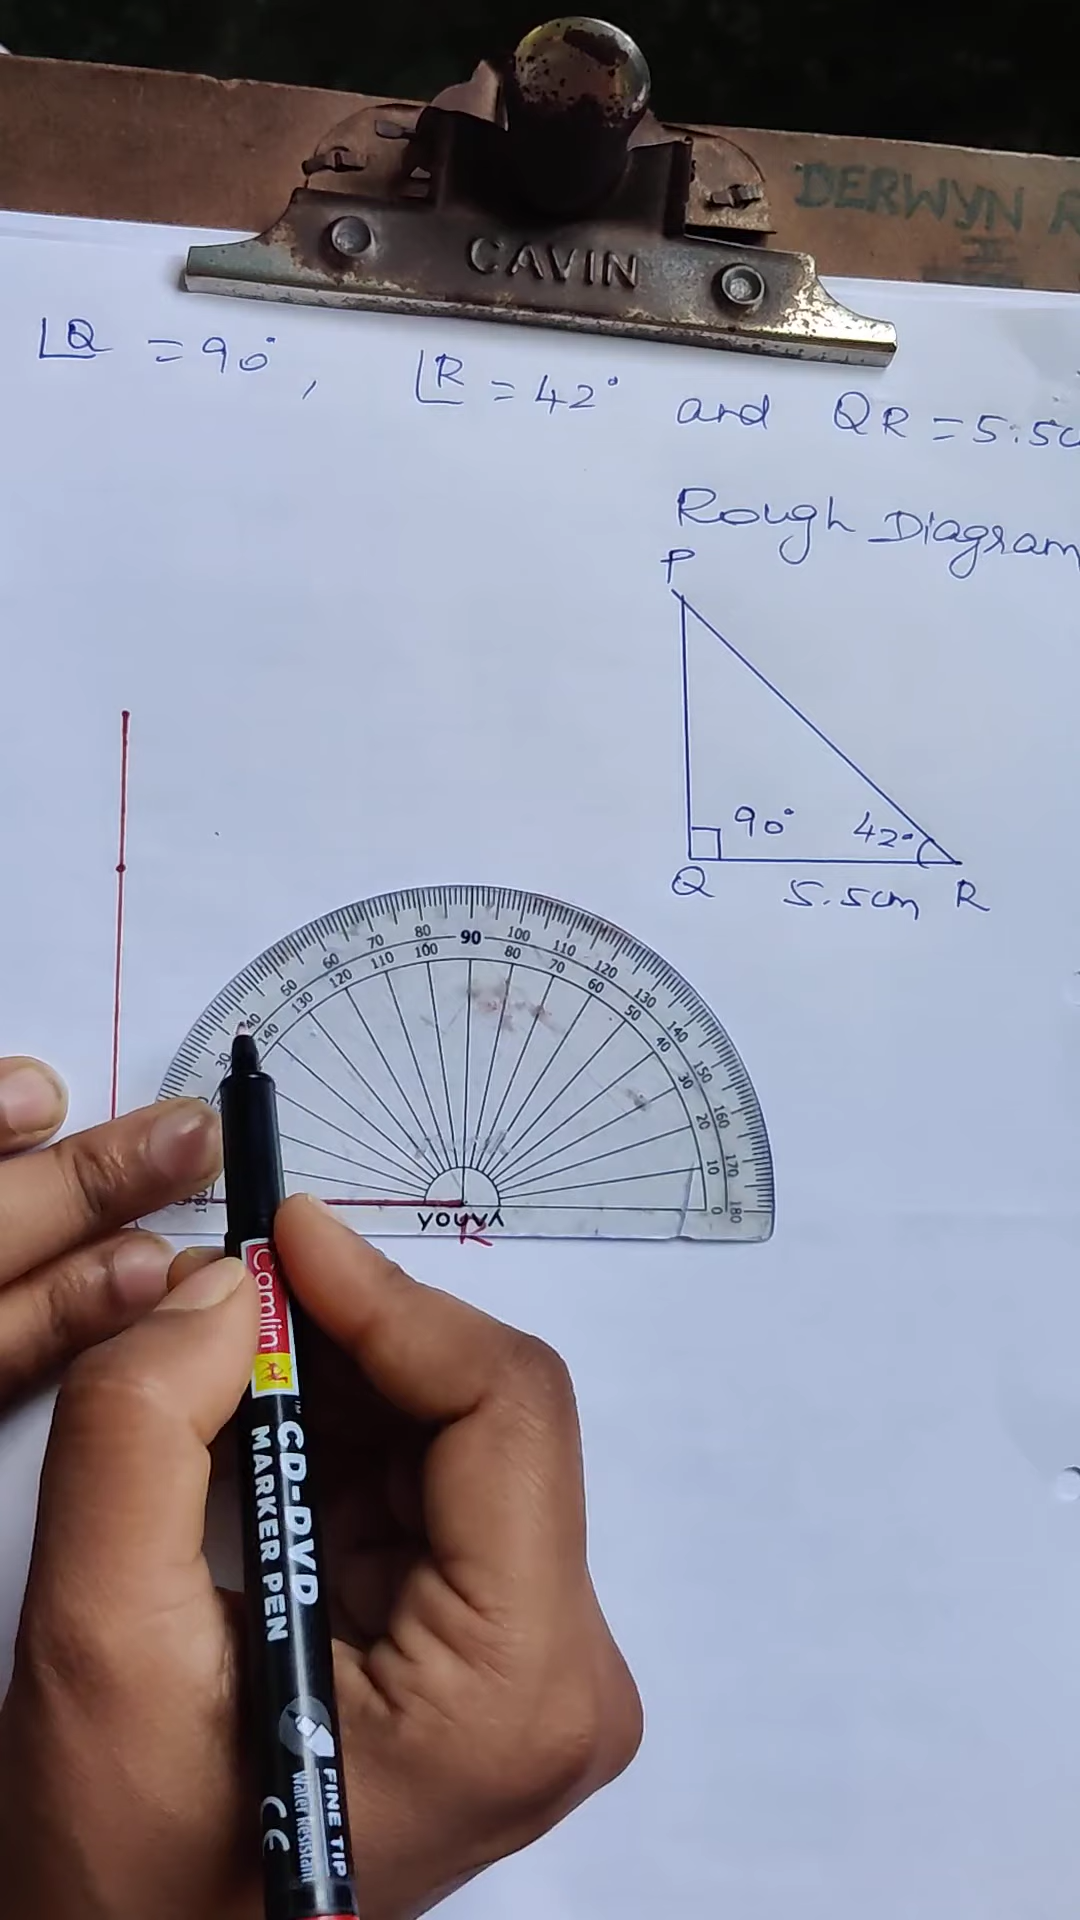 DERWYN R
II
CAVIN
∟Q = 90°, ∟R = 42° and QR = 5.5c
Rough Diagram
P
90° 42°
Q 5.5cm R
80 90 100
70 100 80 110
60 110 70 120
50 120 60 130
40 130 50 140
30 140 40 150
30 160
20 170
10 180
0
180
YOUVA
R
Camlin
CD-DVD
MARKER PEN
FINE TIP
Water Resistant
CE